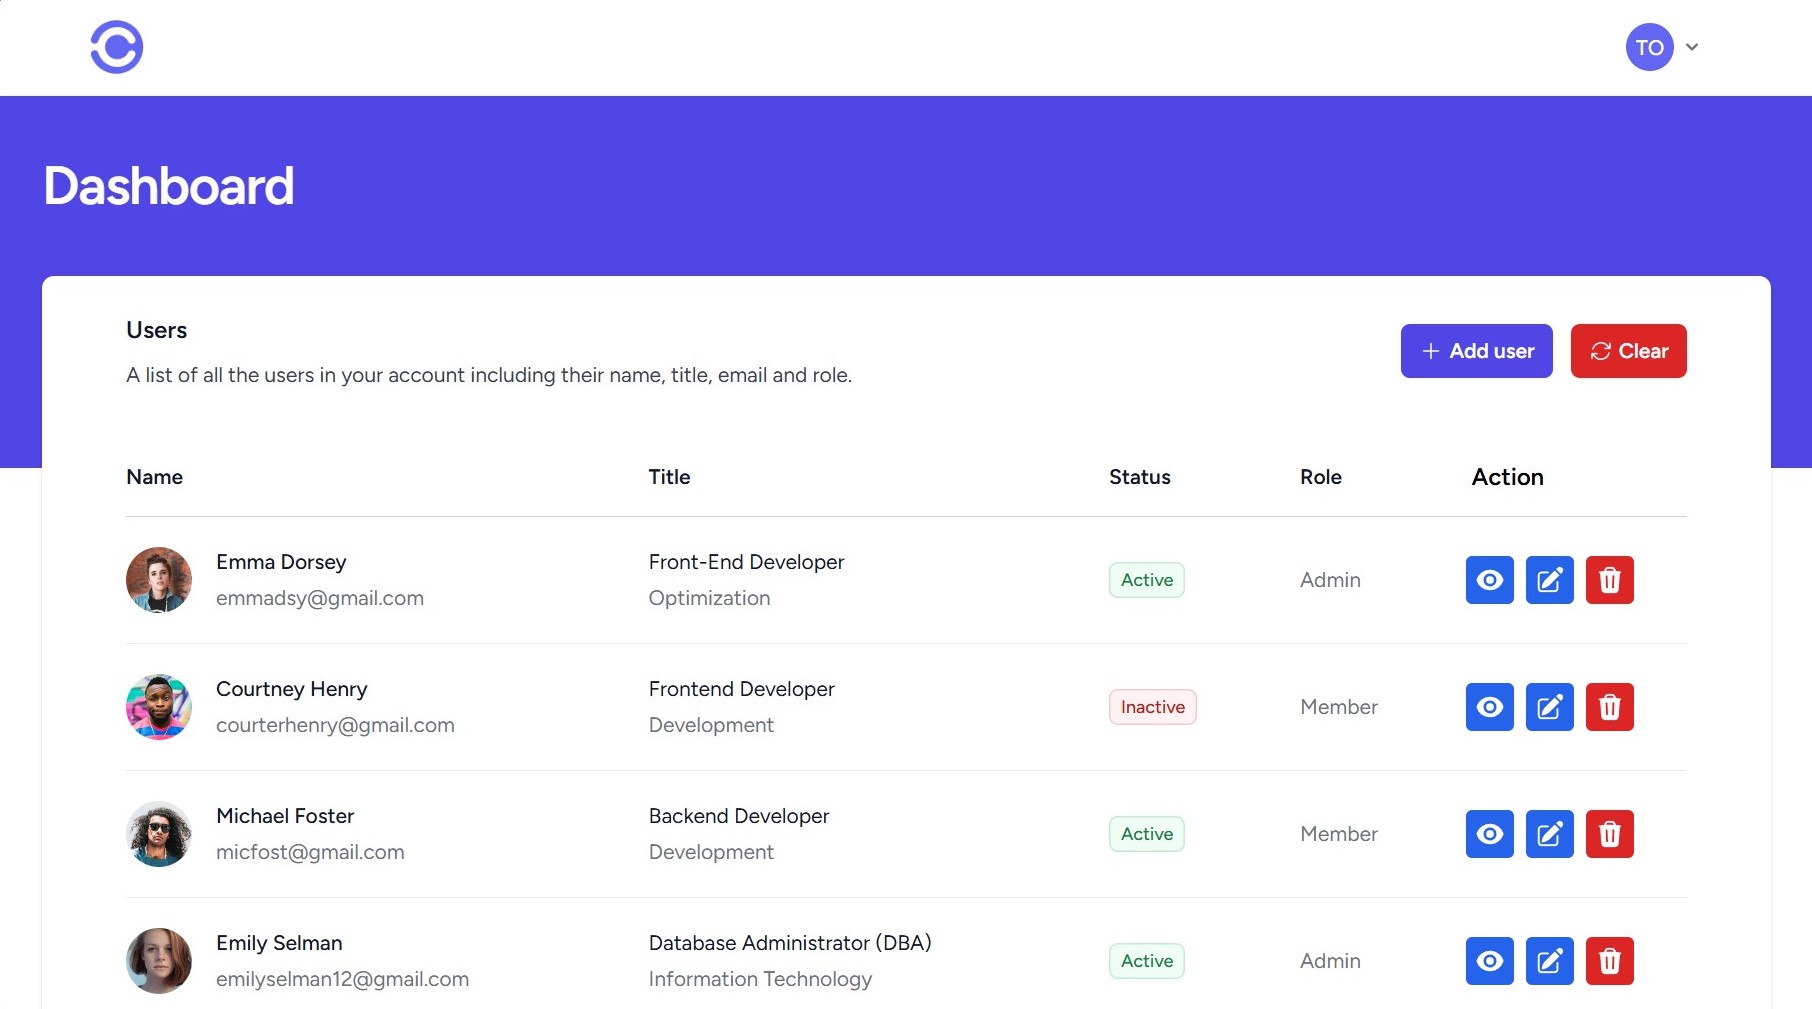 TO
Dashboard
Users
A list of all the users in your account including their name, title, email and role.
Add user
Clear
Name Title Status Role Action
Emma Dorsey
emmadsy@gmail.com
Front-End Developer
Optimization
Active
Admin
Courtney Henry
courterhenry@gmail.com
Frontend Developer
Development
Inactive
Member
Michael Foster
micfost@gmail.com
Backend Developer
Development
Active
Member
Emily Selman
emilyselman12@gmail.com
Database Administrator (DBA)
Information Technology
Active
Admin